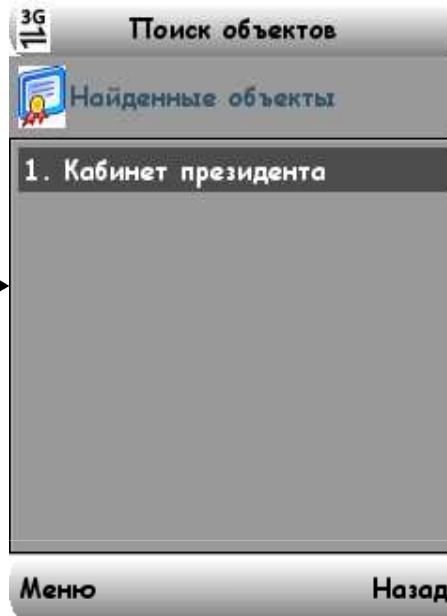 3G
Поиск объектов
Найденные объекты
1. Кабинет президента
Меню
Назад